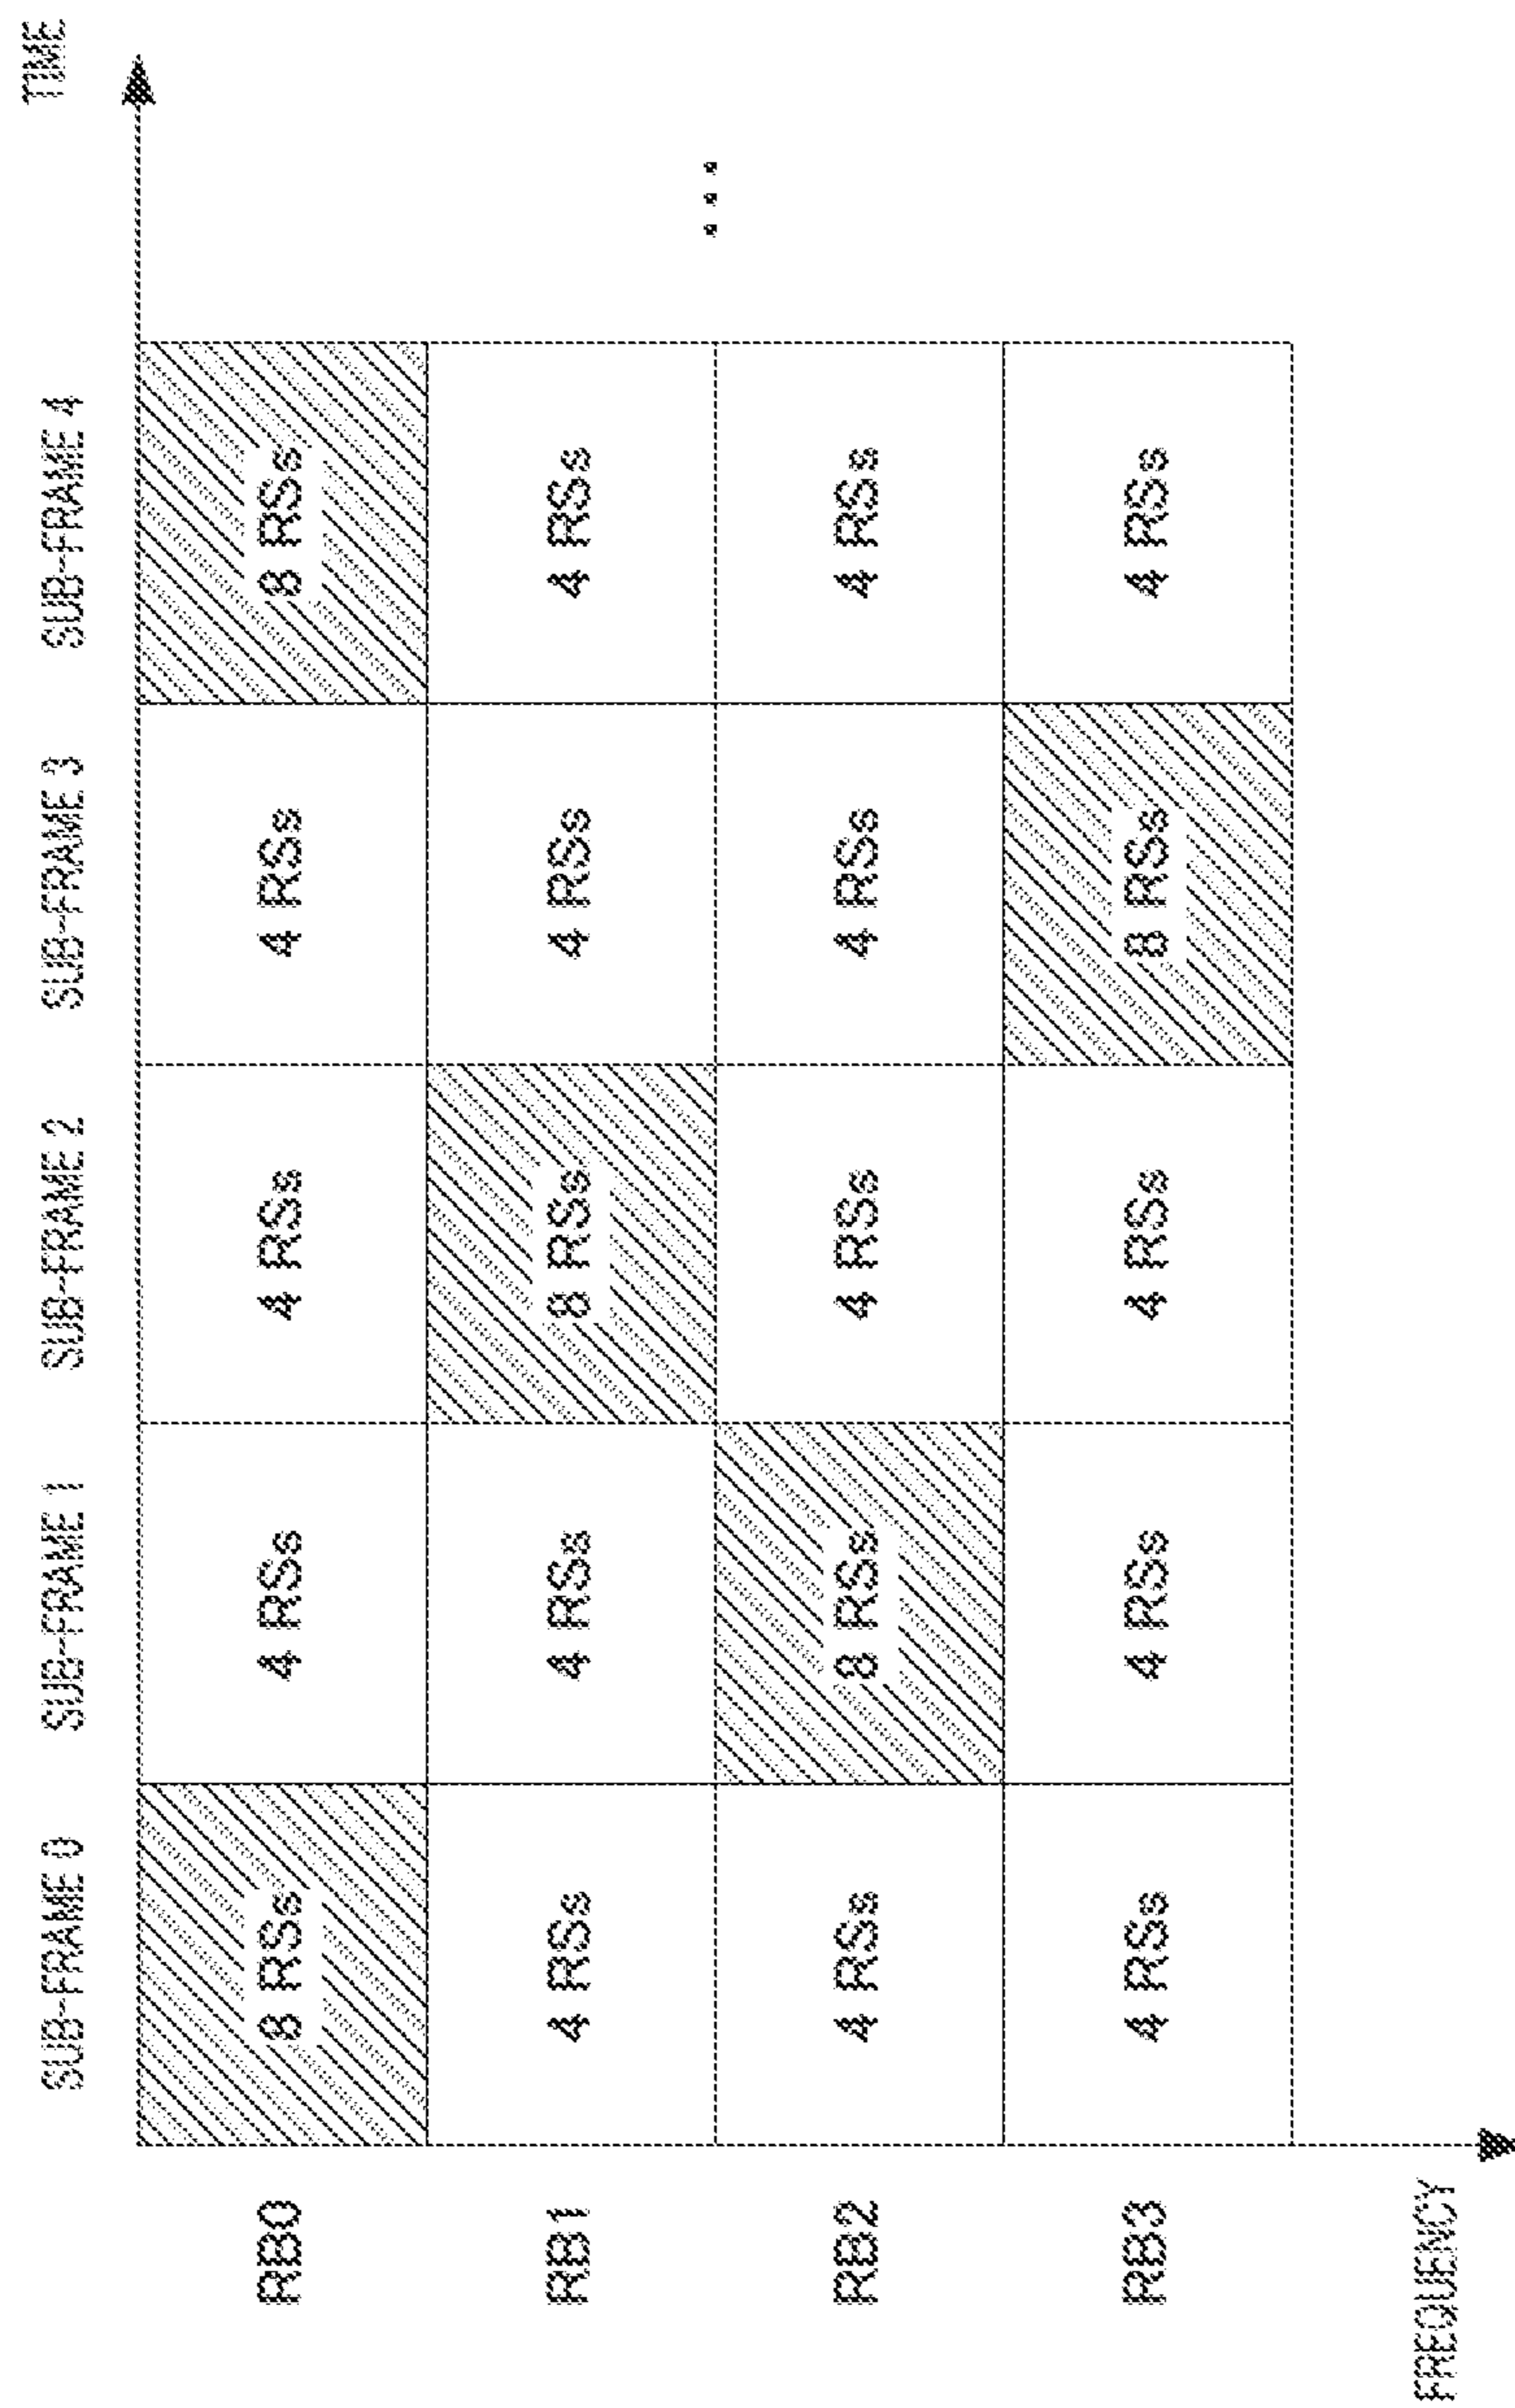 SUB-FRAME 0 SUB-FRAME 1 SUB-FRAME 2 SUB-FRAME 3 SUB-FRAME 4 TIME
RB0 8 RSs 4 RSs 4 RSs 4 RSs 8 RSs
RB1 4 RSs 4 RSs 8 RSs 4 RSs 4 RSs
...
RB2 4 RSs 8 RSs 4 RSs 4 RSs 4 RSs
RB3 4 RSs 4 RSs 4 RSs 8 RSs 4 RSs
FREQUENCY